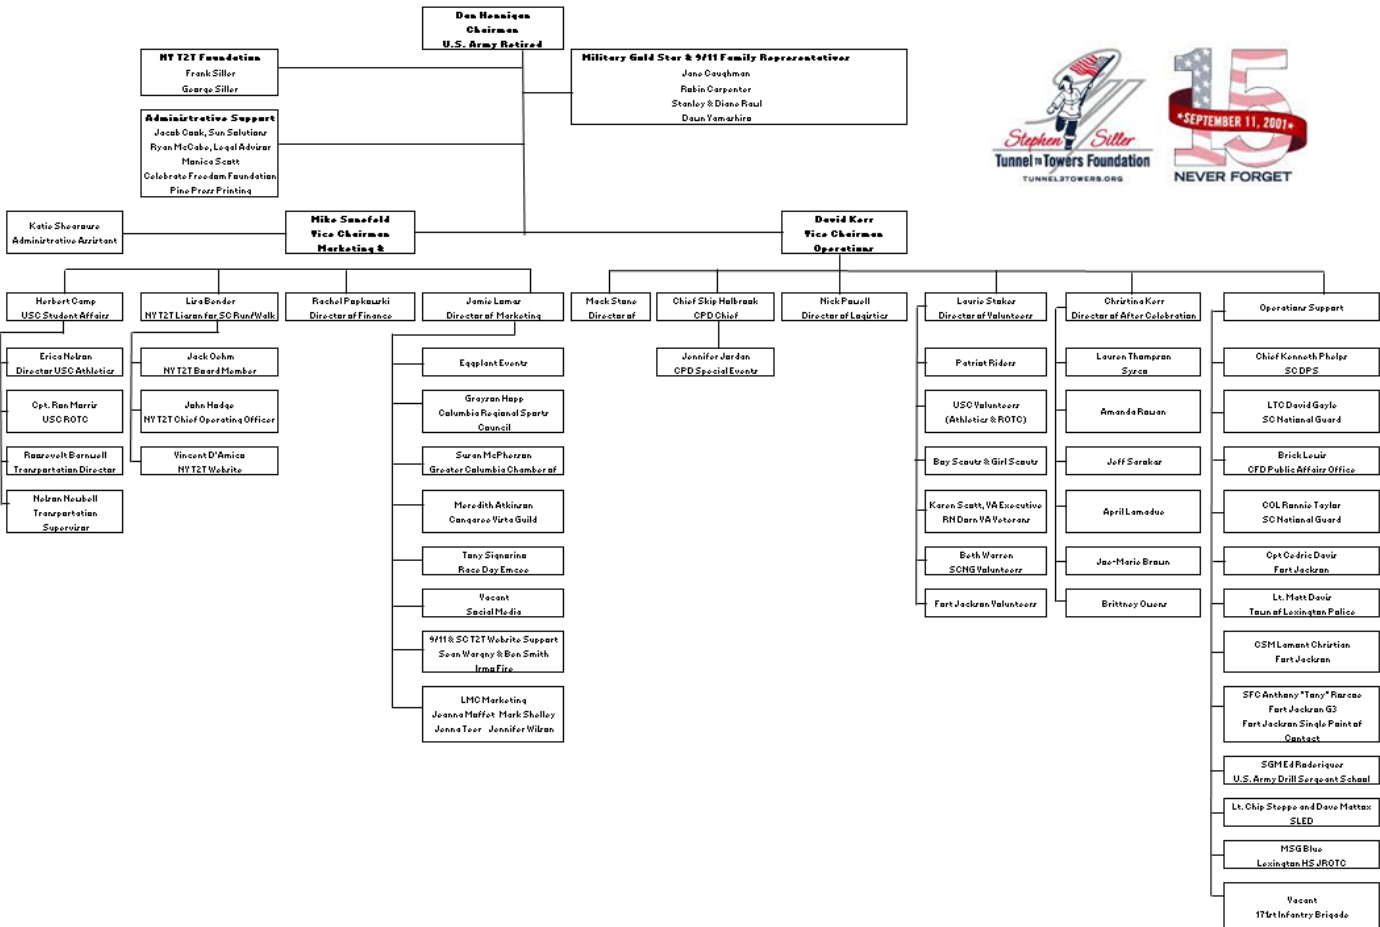 Dan Hennigan
Chairman
U.S. Army Retired
NY T2T Foundation
Frank Siller
George Siller
Military Gold Star & 9/11 Family Representatives
Jane Caughman
Robin Carpenter
Stanley & Diane Raul
Dawn Yamashiro
Administrative Support
Jacob Cook, Sun Solutions
Ryan McCabe, Legal Advisor
Monica Scott
Celebrate Freedom Foundation
Pine Press Printing
Stephen Siller
Tunnel to Towers Foundation
TUNNEL2TOWERS.ORG
15
*SEPTEMBER 11, 2001*
NEVER FORGET
Katie
Administrative Assistant
Mike
Vice Chairman
Marketing &
David Kerr
Vice Chairman
Operations
Herbert Camp
USC Student Affairs
Lisa Bender
NY T2T Liason for SC Run/Walk
Rachel Popkowski
Director of Finance
Jamie Lomas
Director of Marketing
Mack Stone
Director of
Chief Skip Holbrook
CPD Chief
Nick Powell
Director of Logistics
Laurie Stokes
Director of Volunteers
Christina Kerr
Director of After Celebration
Operations Support
Erica Nelson
Director USC Athletics
Cpt. Ron Morris
USC ROTC
Roosevelt Barnwell
Transportation Director
Nelson Newbell
Transportation
Supervisor
Jack Oehm
NY T2T Board Member
John Hodge
NY T2T Chief Operating Officer
Vincent D'Amico
NY T2T Website
Eggplant Events
Grayson Hopp
Columbia Regional Sports
Council
Susan McPherson
Greater Columbia Chamber of
Meredith Atkinson
Congaree Vista Guild
Tony Signorino
Race Day Emcee
Vacant
Social Media
9/11 & SC T2T Website Support
Sean Wargny & Ben Smith
Irmo Fire
LMC Marketing
Jeanna Moffet Mark Shelley
Jenna Teer Jennifer Wilson
Jennifer Jordan
CPD Special Events
Patriot Riders
USC Volunteers
(Athletics & ROTC)
Boy Scouts & Girl Scouts
Karen Scott, VA Executive
RN Dorn VA Veterans
Beth Warren
SCNG Volunteers
Fort Jackson Volunteers
Lauren Thompson
Sysco
Amanda Rowan
Jeff Sorokar
April Lamadue
Joe-Marie Brown
Brittney Owens
Chief Kenneth Phelps
SC DPS
LTC David Gayle
SC National Guard
Brick Lewis
CFD Public Affairs Office
COL Ronnie Taylor
SC National Guard
Cpt Cedric Davis
Fort Jackson
Lt. Matt Davis
Town of Lexington Police
CSM Lamont Christian
Fort Jackson
SFC Anthony "Tony" Roscoe
Fort Jackson G3
Fort Jackson Single Point of
Contact
SGM Ed Roderiques
U.S. Army Drill Sergeant School
Lt. Chip Steppe and Dave Mattox
SLED
MSG Blue
Lexington HS JROTC
Vacant
171st Infantry Brigade